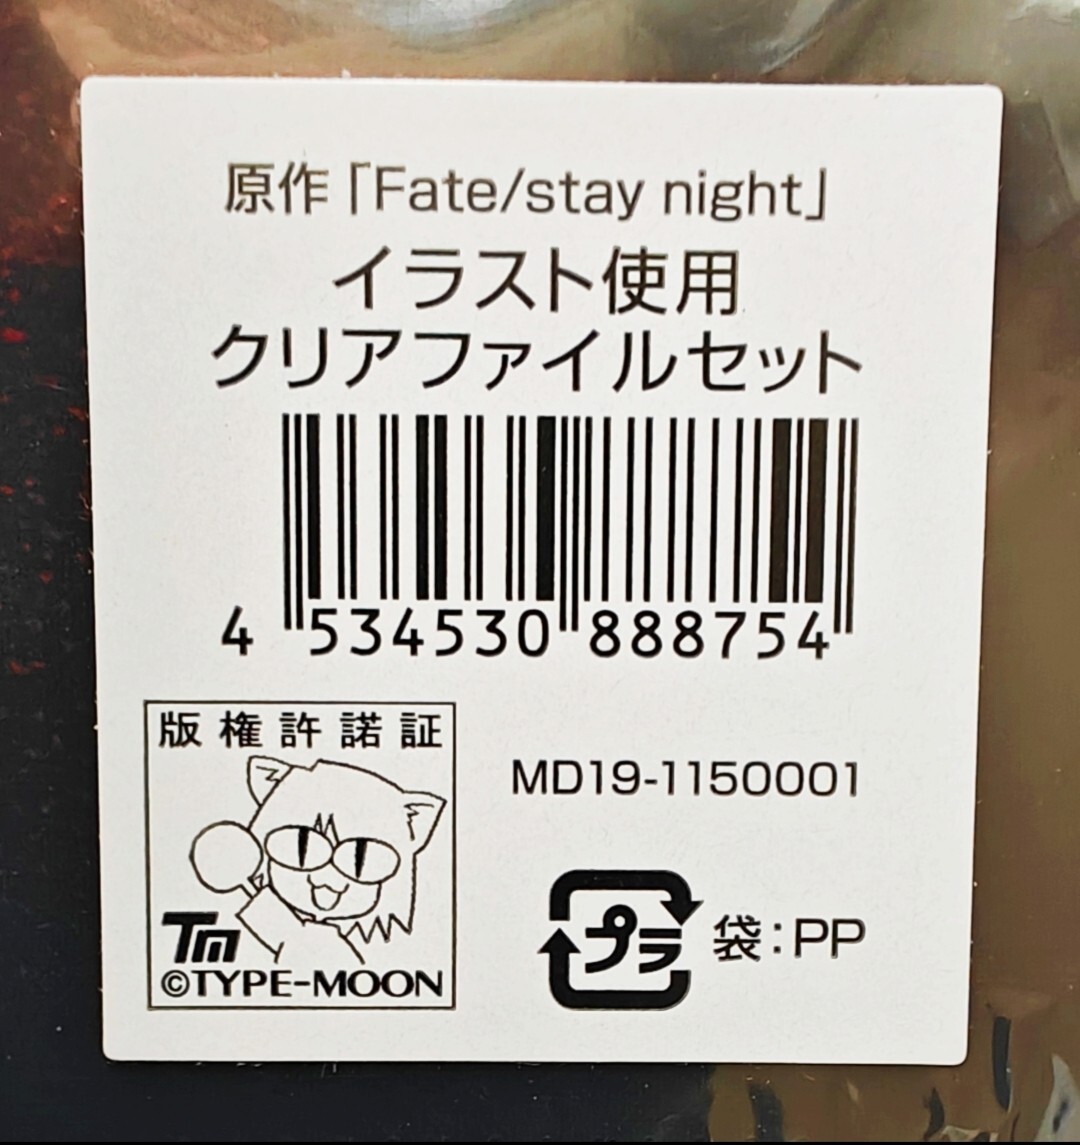 原作「Fate/stay night」
イラスト使用
クリアファイルセット
4 534530 888754
版権許諾証
MD19-1150001
TM
©TYPE-MOON
プラ
袋:PP